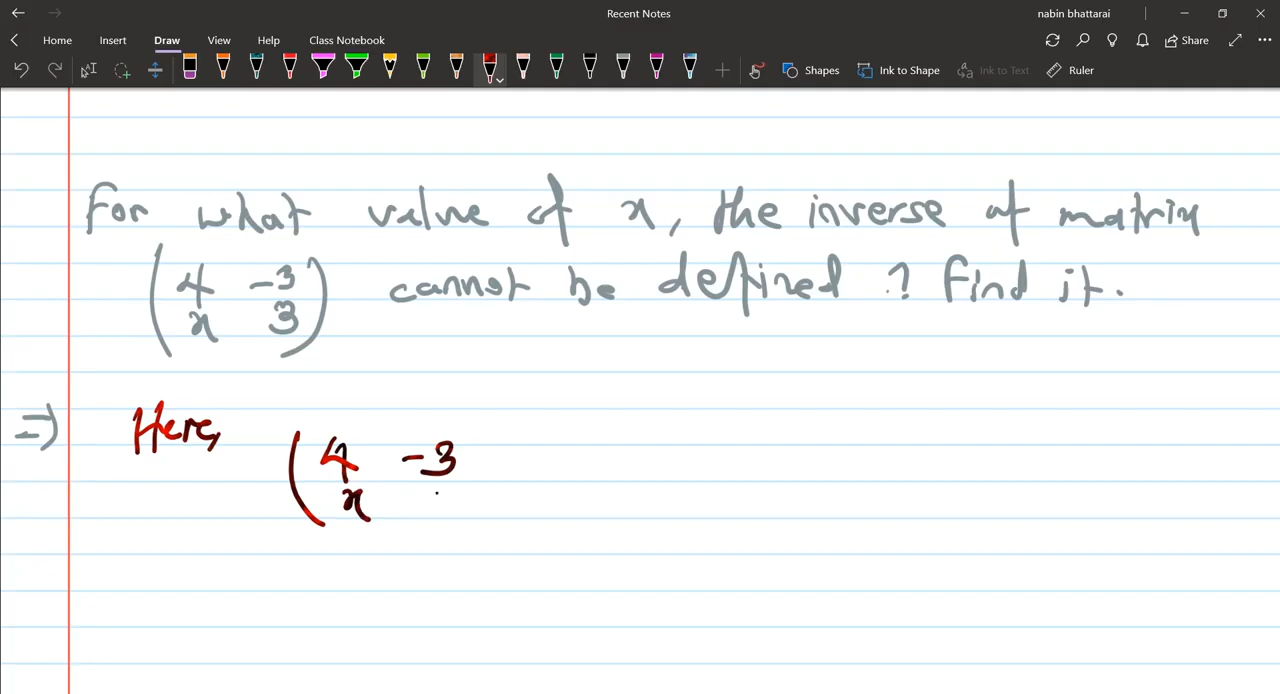 Recent Notes
nabin bhattarai
Home Insert Draw View Help Class Notebook
Share
Shapes Ink to Shape Ink to Text Ruler
For what value of x, the inverse of matrix
( 4 -3 ) cannot be defined ? Find it.
x 3
=> Here,
( 4 -3
x